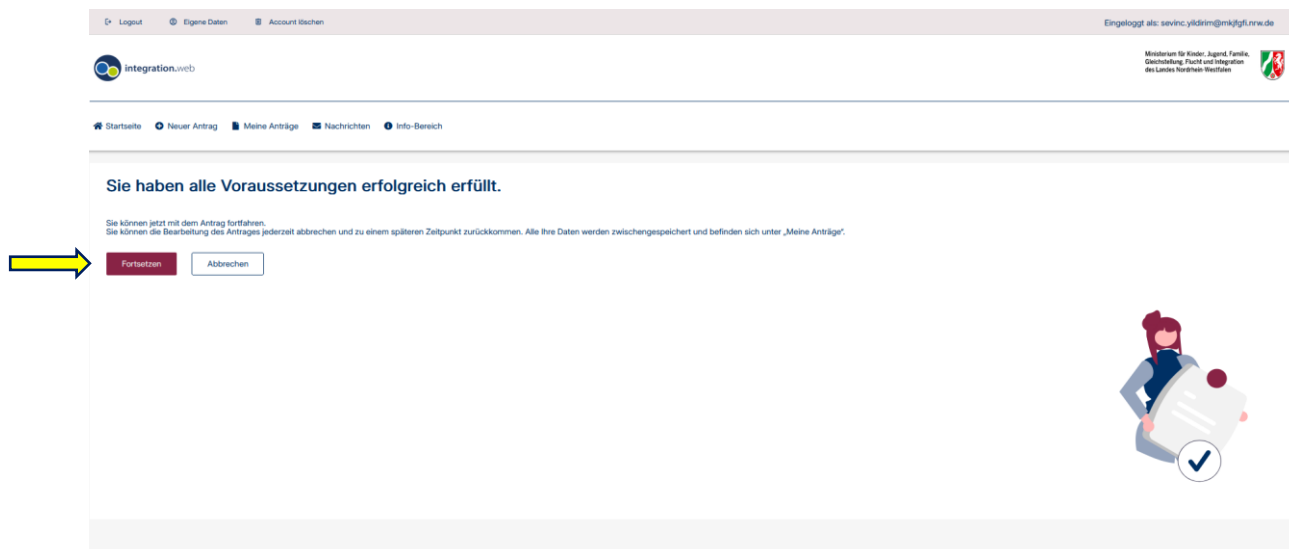 Logout Eigene Daten Account löschen Eingeloggt als: sevinc.yildirim@mkjfgfi.nrw.de
integration.web
Ministerium für Kinder, Jugend, Familie,
Gleichstellung, Flucht und Integration
des Landes Nordrhein-Westfalen
Startseite Neuer Antrag Meine Anträge Nachrichten Info-Bereich
Sie haben alle Voraussetzungen erfolgreich erfüllt.
Sie können jetzt mit dem Antrag fortfahren.
Sie können die Bearbeitung des Antrages jederzeit abbrechen und zu einem späteren Zeitpunkt zurückkommen. Alle Ihre Daten werden zwischengespeichert und befinden sich unter „Meine Anträge“.
Fortsetzen Abbrechen